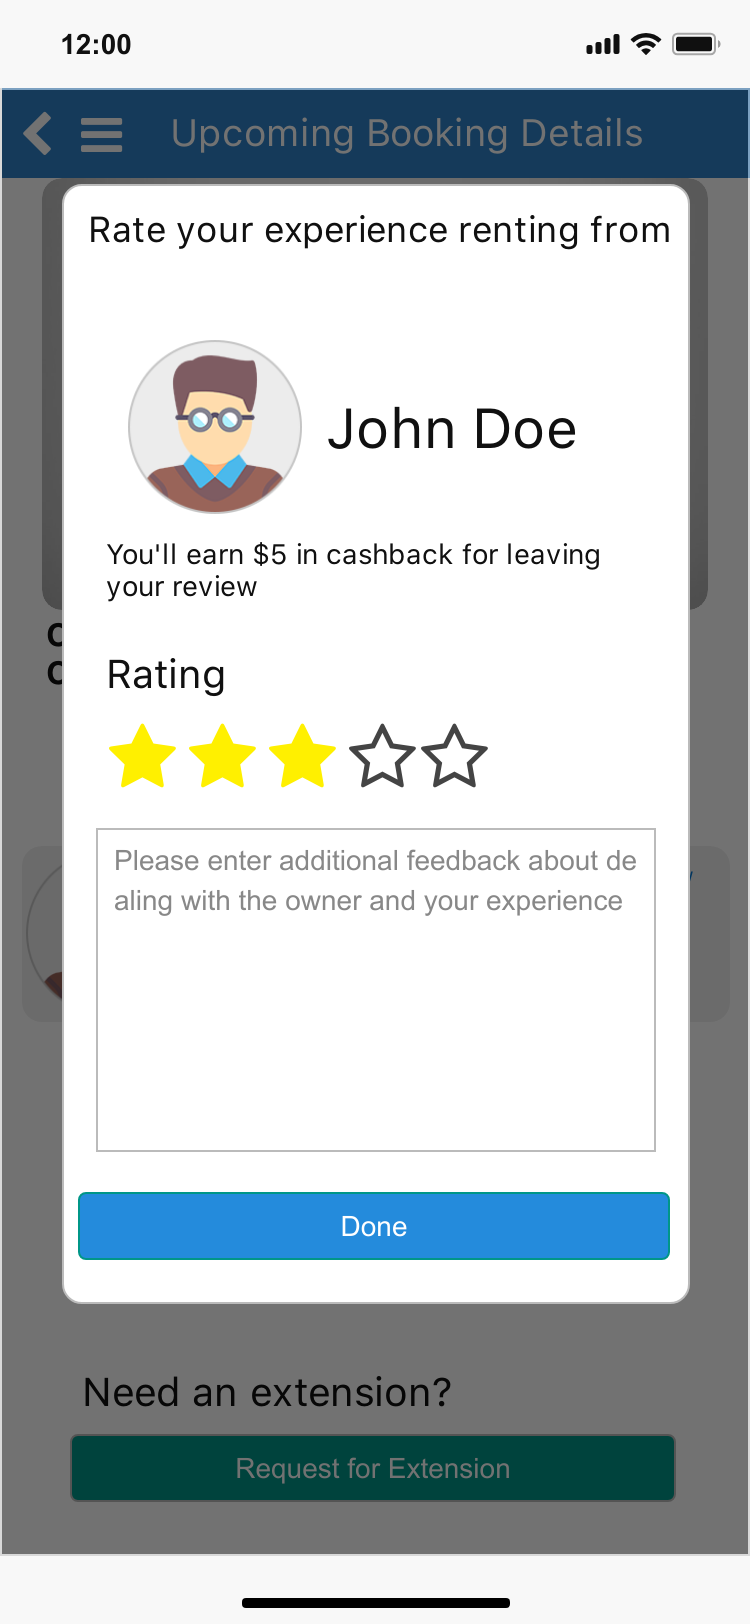 12:00
Upcoming Booking Details
Rate your experience renting from
John Doe
You'll earn $5 in cashback for leaving
your review
Rating
Please enter additional feedback about de
aling with the owner and your experience
Done
Need an extension?
Request for Extension